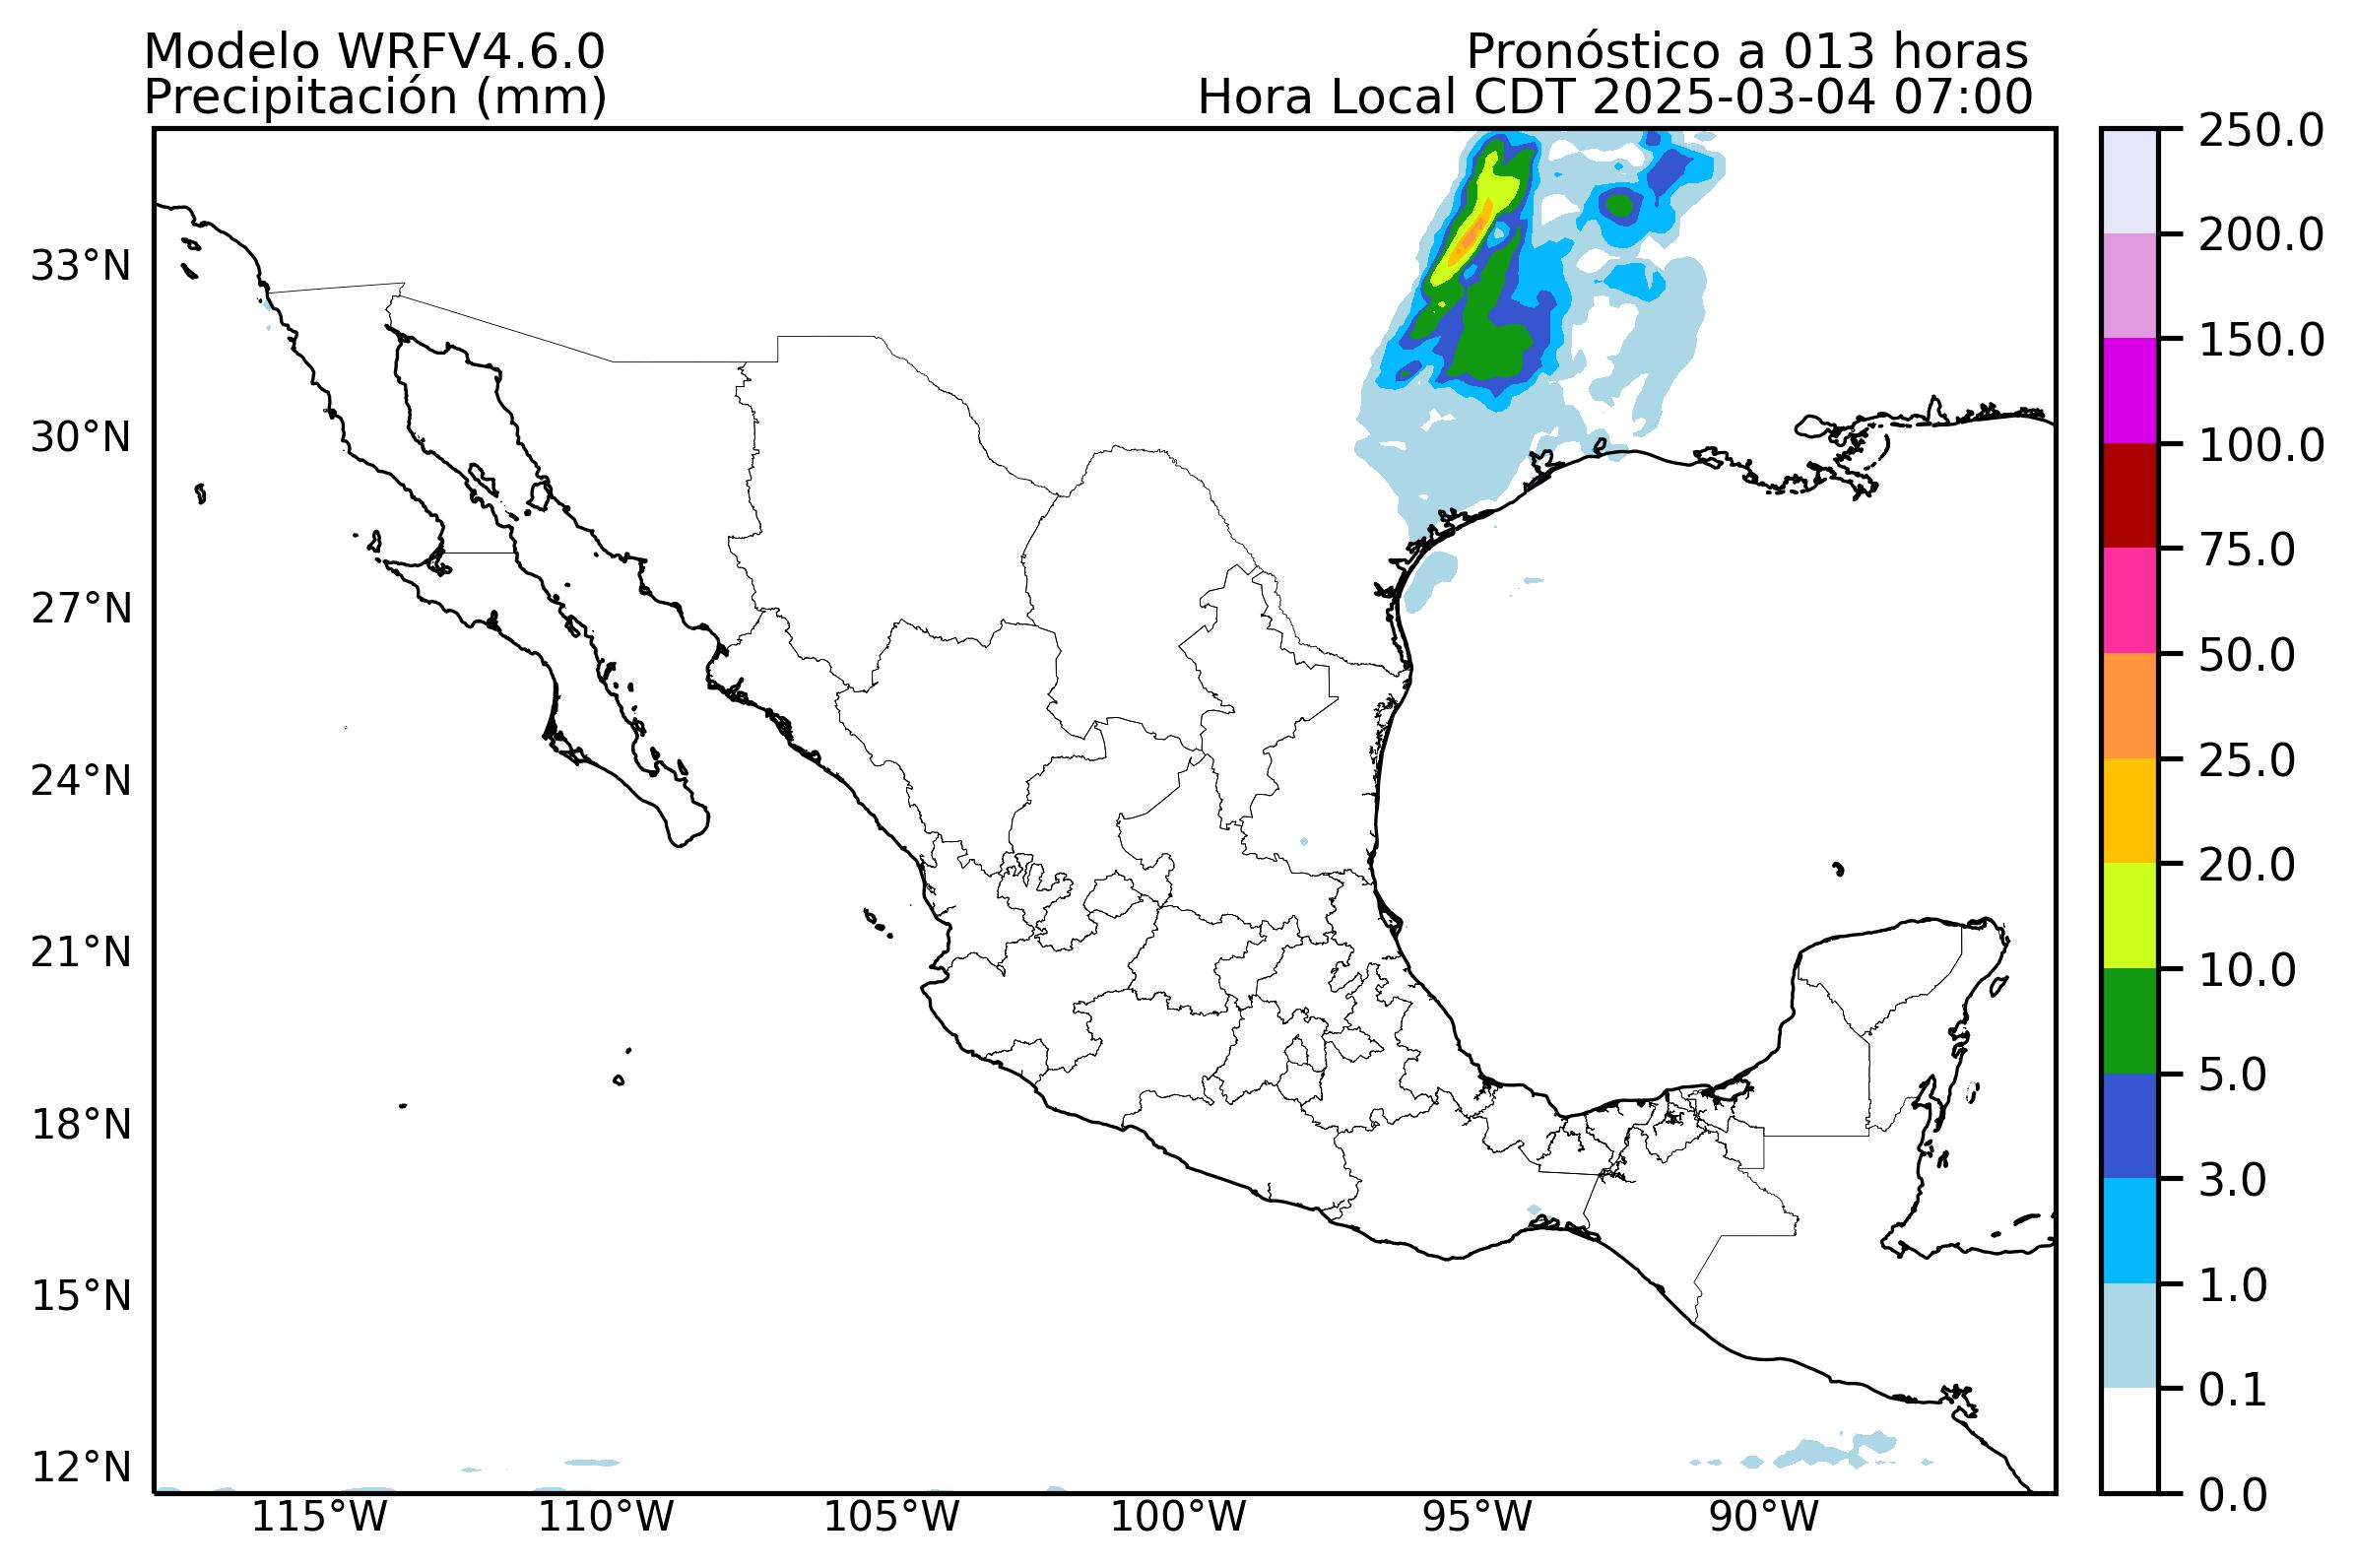 Modelo WRFV4.6.0
Pronóstico a 013 horas
Precipitación (mm)
Hora Local CDT 2025-03-04 07:00
33°N
30°N
27°N
24°N
21°N
18°N
15°N
12°N
115°W
110°W
105°W
100°W
95°W
90°W
250.0
200.0
150.0
100.0
75.0
50.0
25.0
20.0
10.0
5.0
3.0
1.0
0.1
0.0